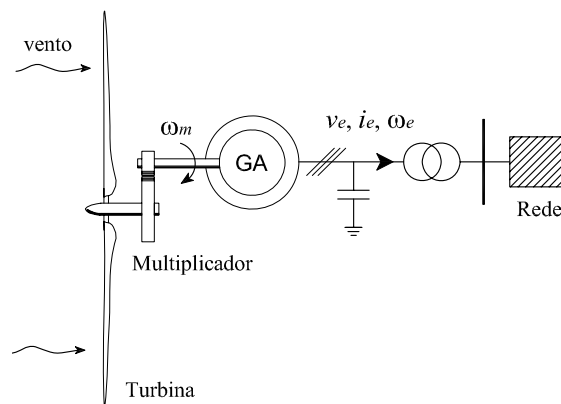 vento
ωm
ve, ie, ωe
GA
Rede
Multiplicador
Turbina